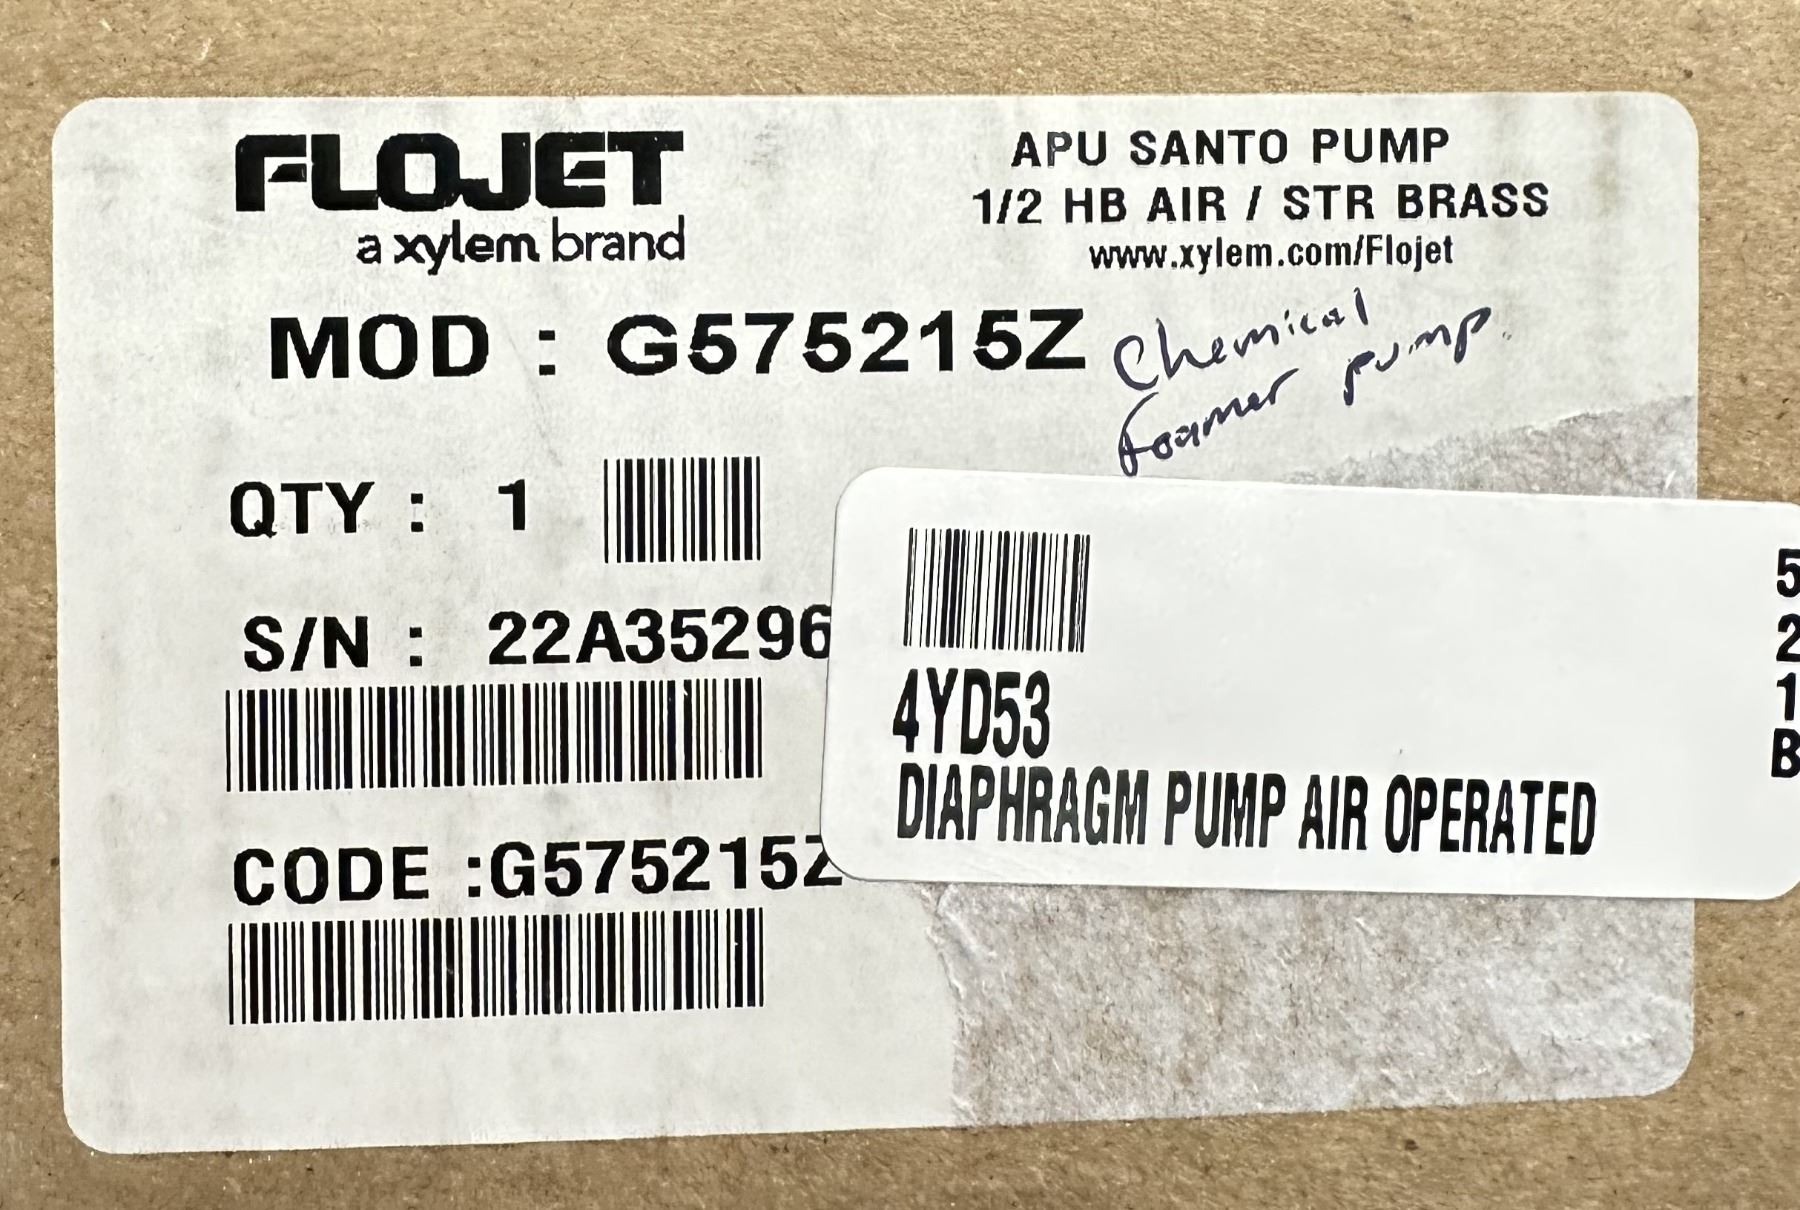 FLOJET
a xylem brand
APU SANTO PUMP
1/2 HB AIR / STR BRASS
www.xylem.com/Flojet
MOD : G575215Z
Chemical
Foamer pump.
QTY : 1
S/N : 22A35296
CODE :G575215Z
4YD53
DIAPHRAGM PUMP AIR OPERATED
5
2
1
B